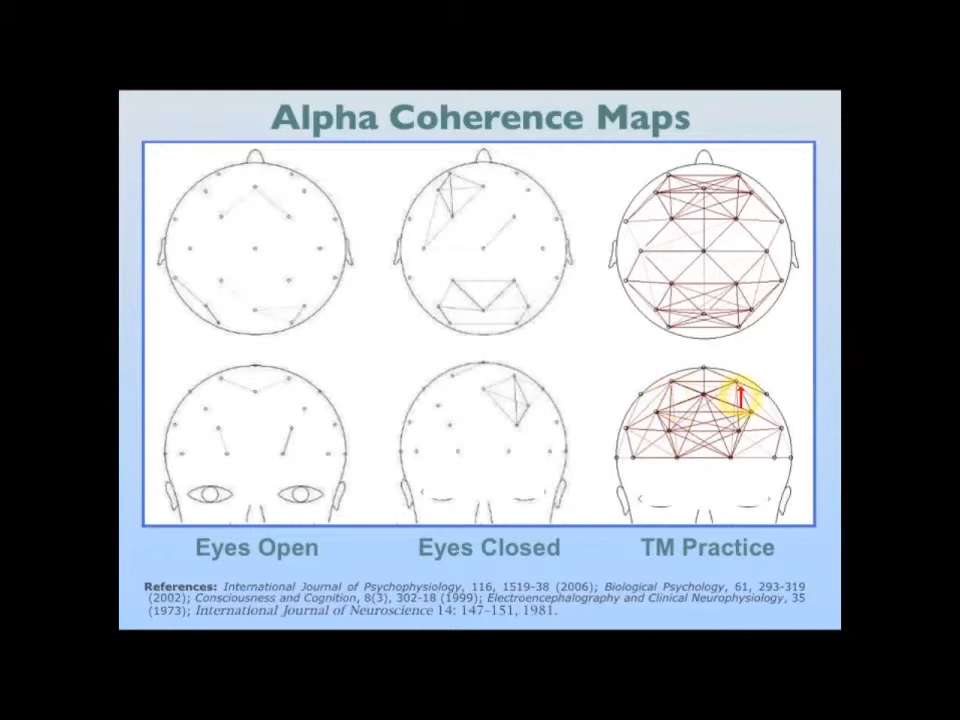 Alpha Coherence Maps
Eyes Open Eyes Closed TM Practice
References: International Journal of Psychophysiology, 116, 1519-38 (2006); Biological Psychology, 61, 293-319
(2002); Consciousness and Cognition, 8(3), 302-18 (1999); Electroencephalography and Clinical Neurophysiology, 35
(1973); International Journal of Neuroscience 14: 147–151, 1981.